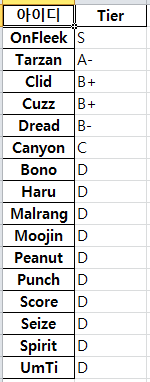 아이디 Tier
OnFleek S
Tarzan A-
Clid B+
Cuzz B+
Dread B-
Canyon C
Bono D
Haru D
Malrang D
Moojin D
Peanut D
Punch D
Score D
Seize D
Spirit D
UmTi D